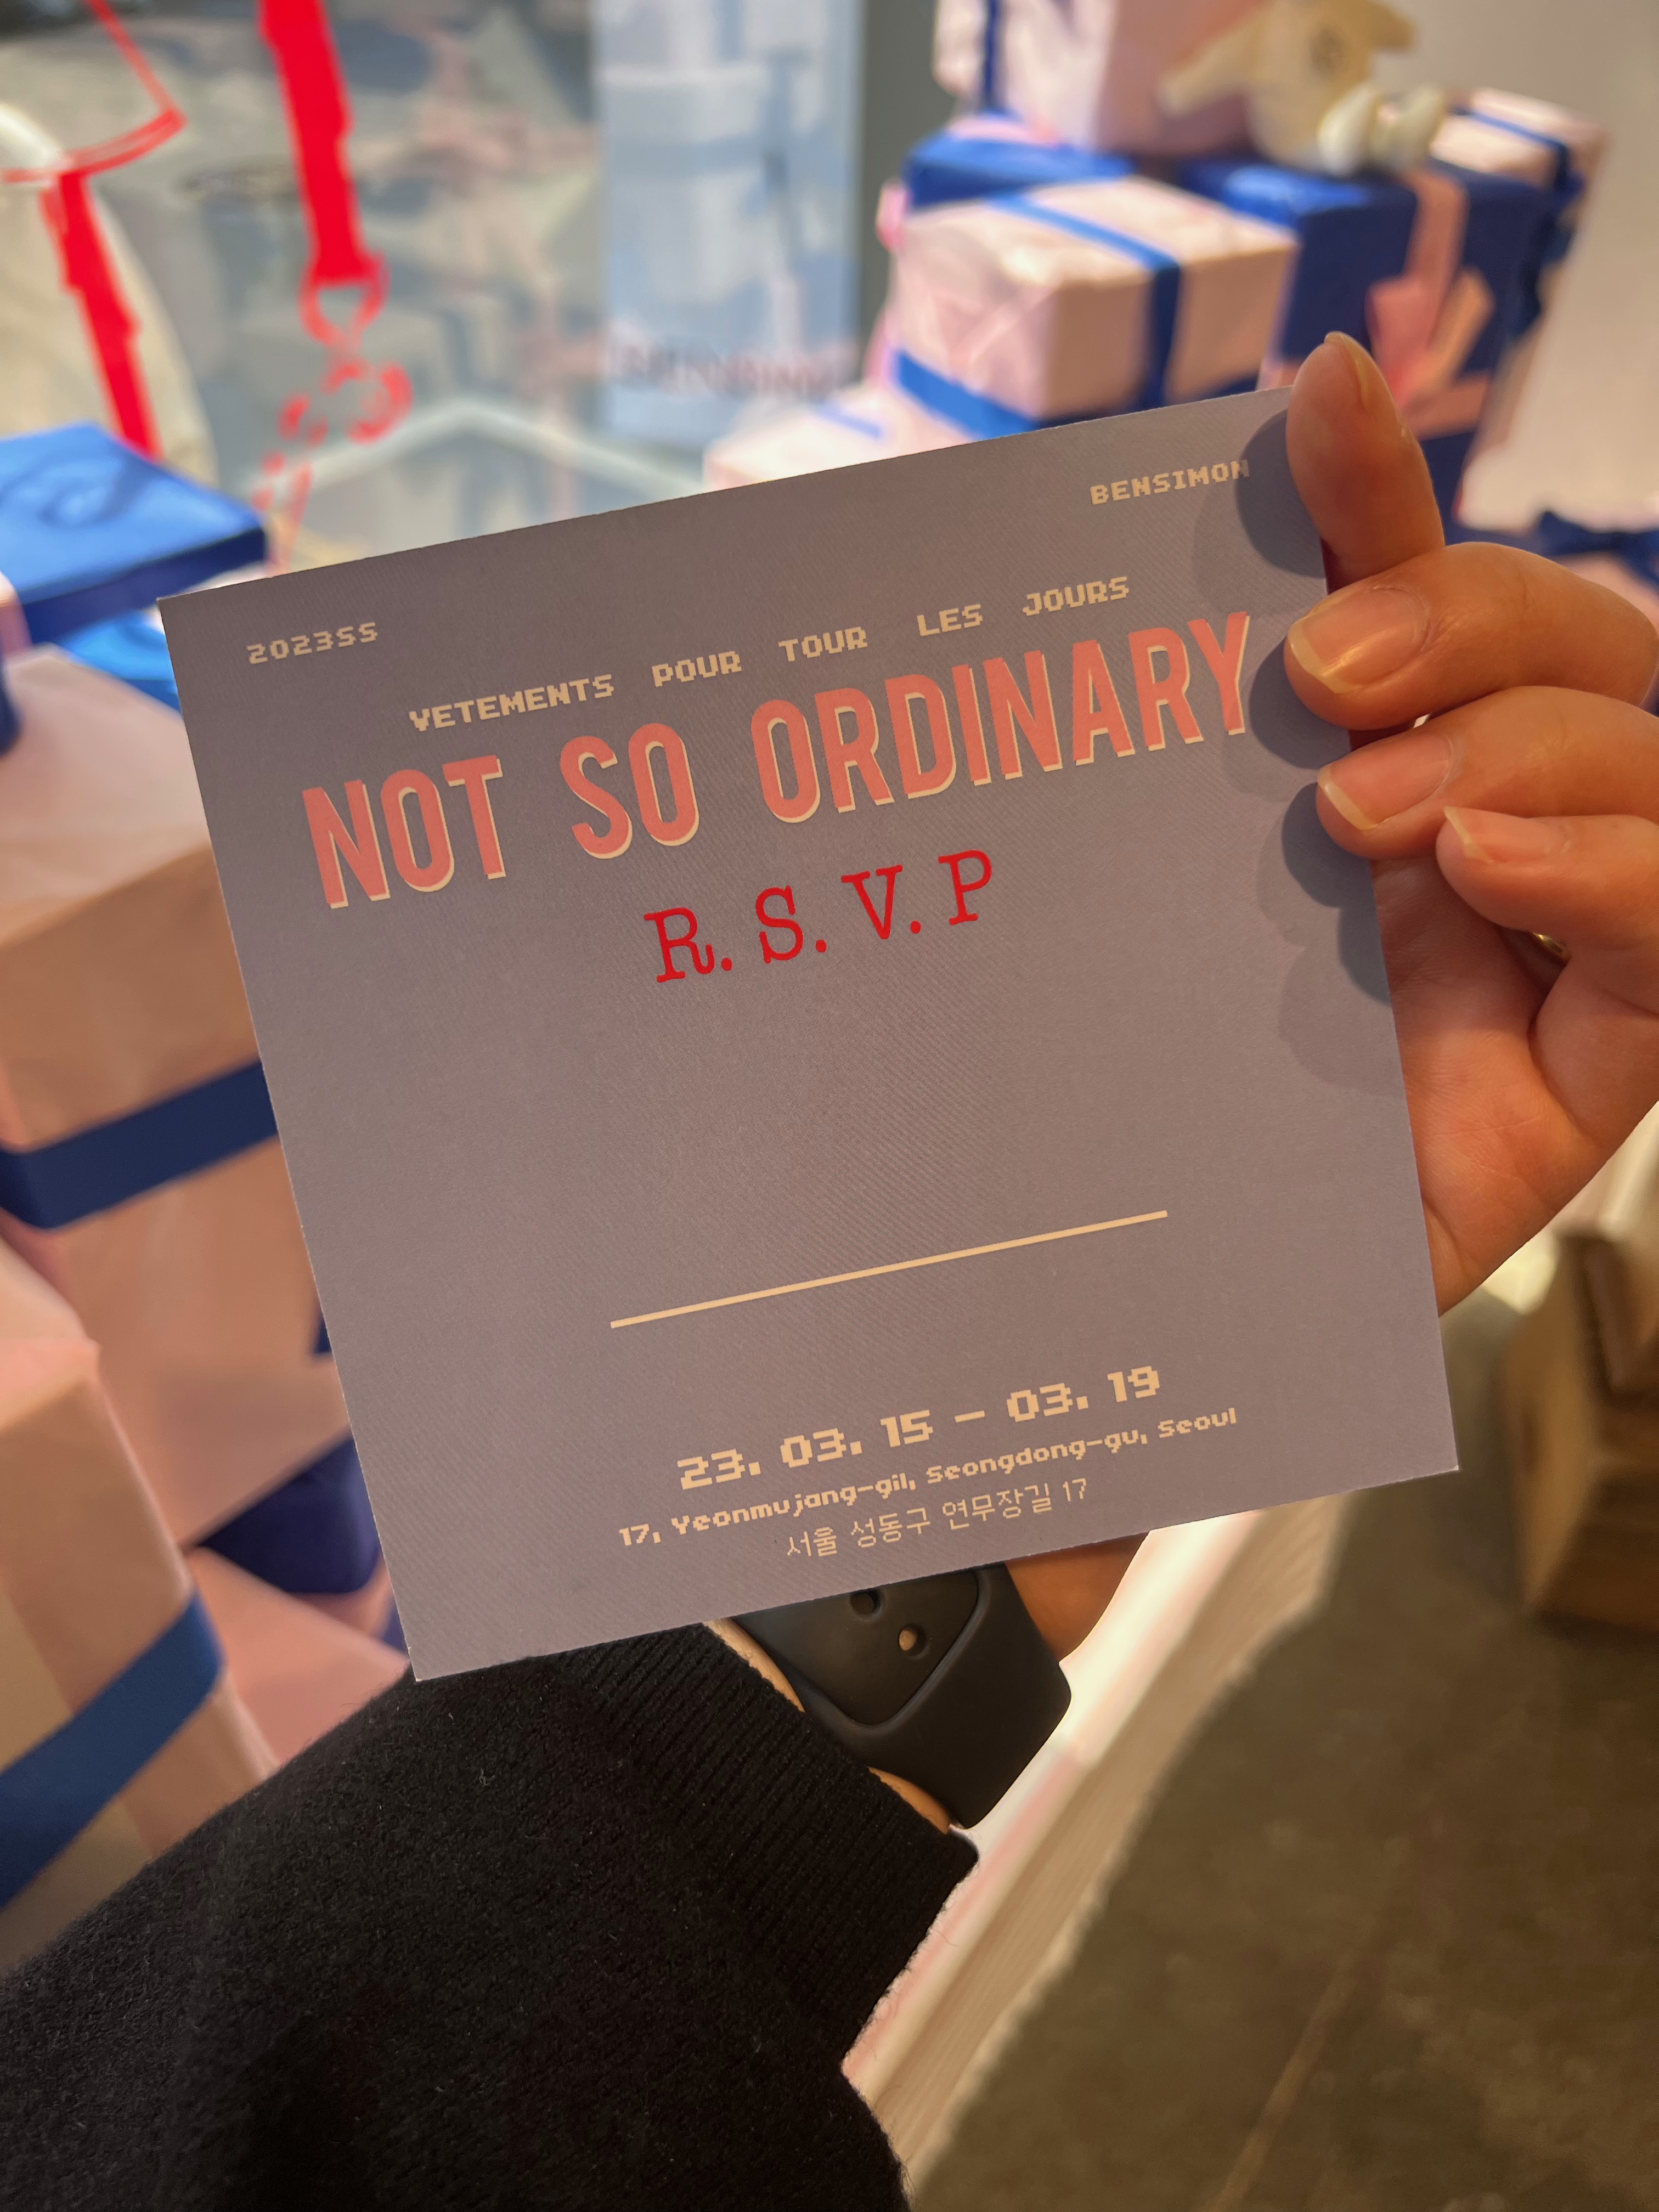 BENSIMON
2023SS
VETEMENTS POUR TOUR LES JOURS
NOT SO ORDINARY
R. S. V. P
23. 03. 15 - 03. 19
17, Yeonmujang-gil, Seongdong-gu, Seoul
서울 성동구 연무장길 17